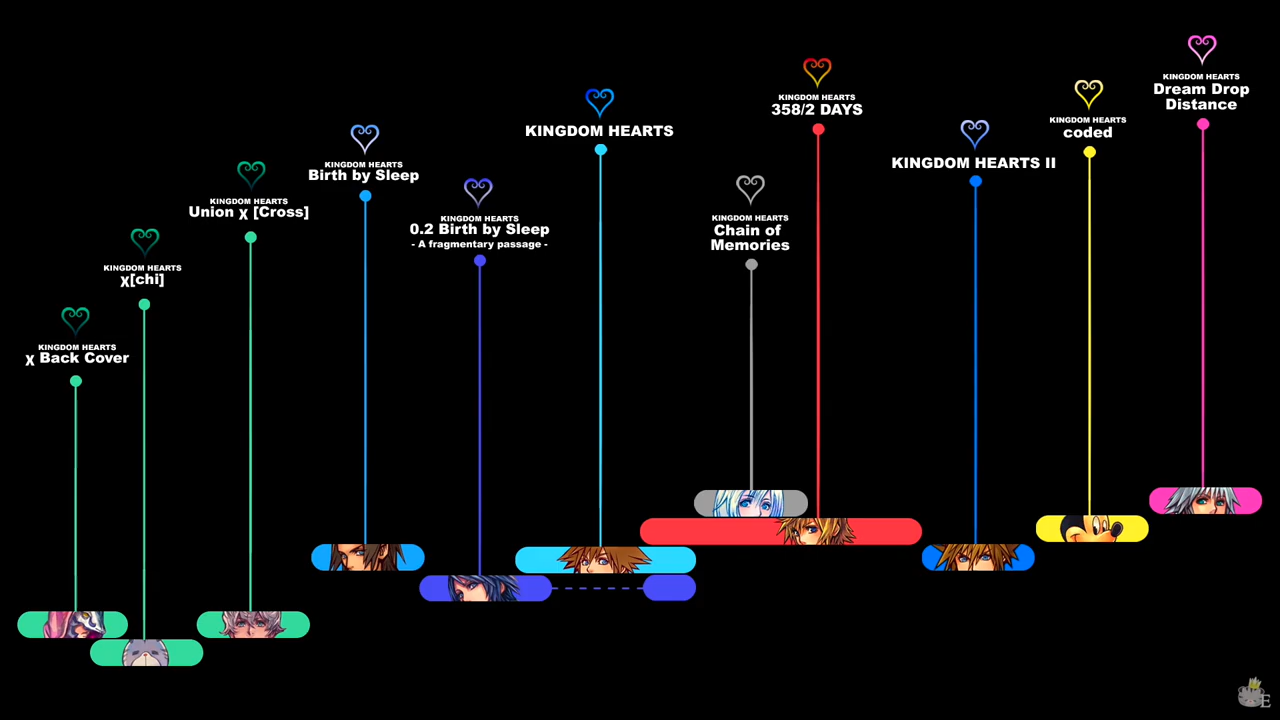 KINGDOM HEARTS
χ Back Cover
KINGDOM HEARTS
χ[chi]
KINGDOM HEARTS
Union χ [Cross]
KINGDOM HEARTS
Birth by Sleep
KINGDOM HEARTS
0.2 Birth by Sleep
- A fragmentary passage -
KINGDOM HEARTS
KINGDOM HEARTS
Chain of
Memories
KINGDOM HEARTS
358/2 DAYS
KINGDOM HEARTS II
KINGDOM HEARTS
coded
KINGDOM HEARTS
Dream Drop
Distance
E